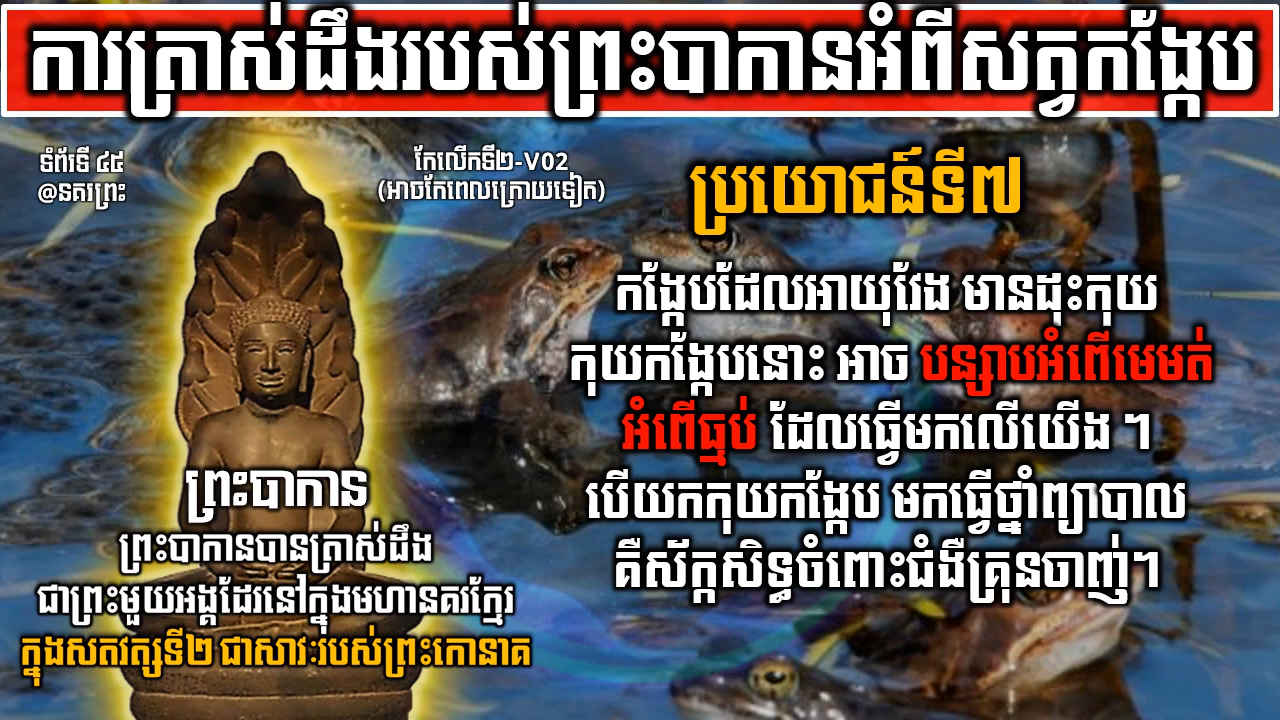 ការត្រាស់ដឹងរបស់ព្រះបាកានអំពីសត្វកង្កែប
ទំព័រទី ៤៥
@នគរព្រះ
កែលើកទី២-V02
(អាចកែពេលក្រោយទៀត)
ប្រយោជន៍ទី៧
កង្កែបដែលអាយុវែង មានដុះកុយ
កុយកង្កែបនោះ អាច បន្សាបអំពើមេមត់
អំពើធ្មប់ ដែលធ្វើមកលើយើង ៗ
បើយកកុយកង្កែប មកធ្វើថ្នាំព្យាបាល
គឺស័ក្កសិទ្ធចំពោះជំងឺគ្រុនចាញ់ៗ
ព្រះបាកាន
ព្រះបាកានបានត្រាស់ដឹង
ជាព្រះមួយអង្គដែរនៅក្នុងមហានគរក្មែរ
ក្នុងសតវត្សទី២ ជាសាវៈរបស់ព្រះកោនាគ